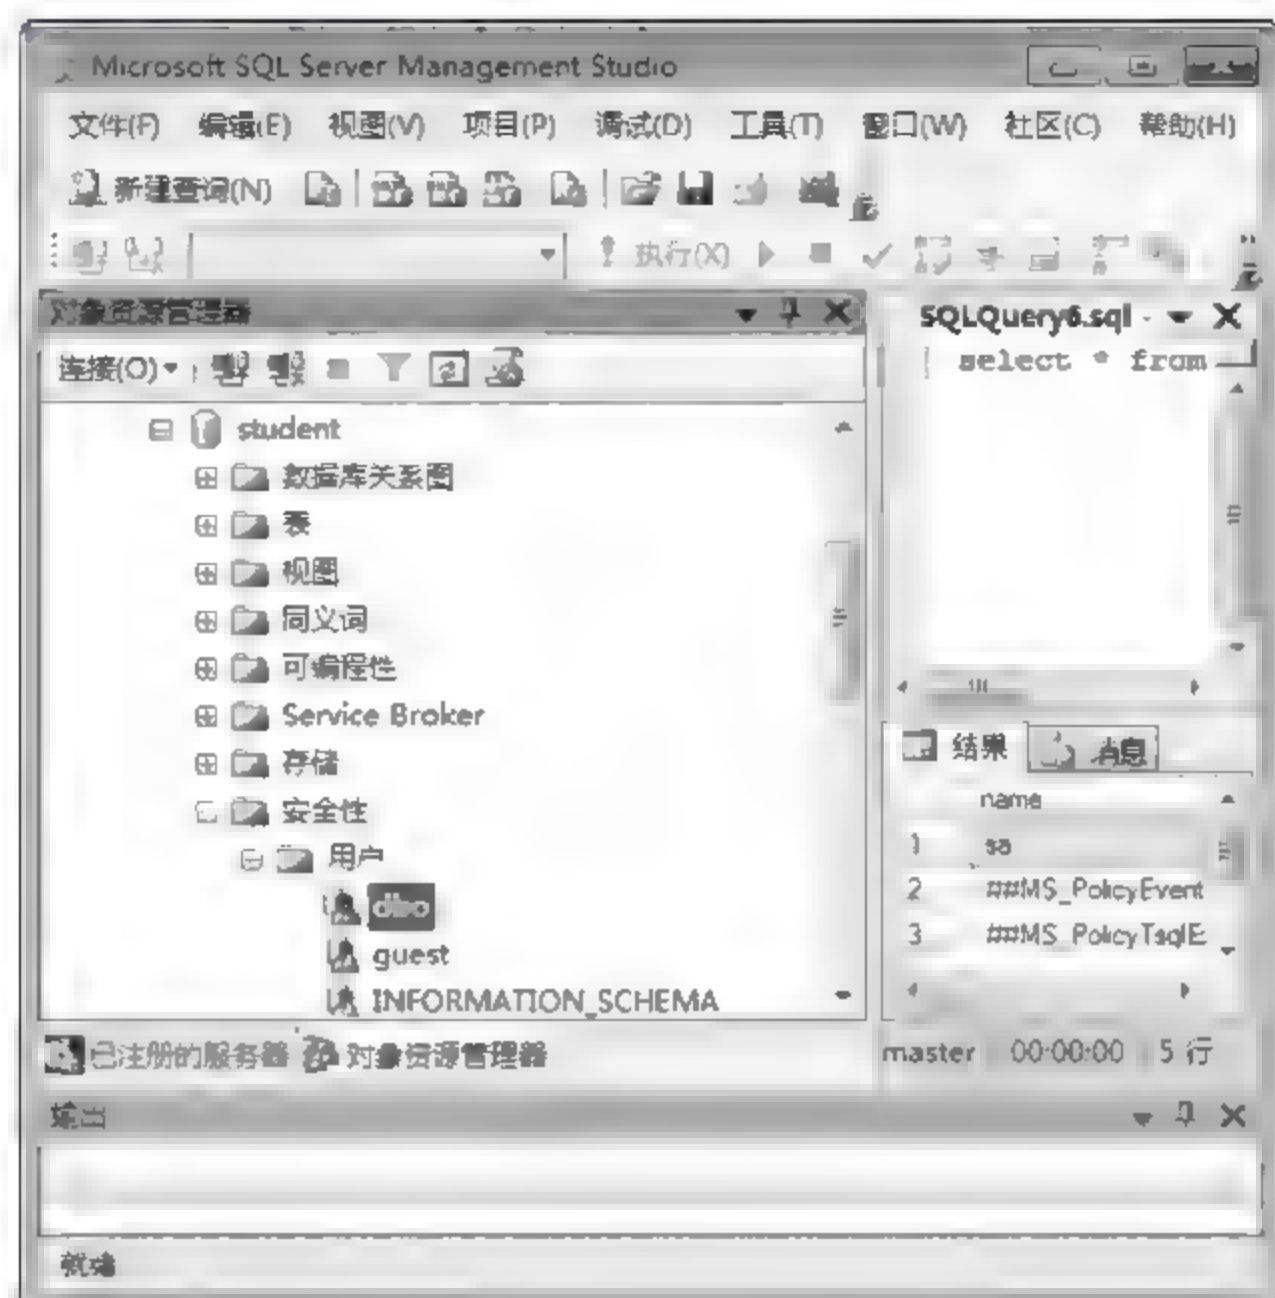 Microsoft SQL Server Management Studio
文件(F) 编辑(E) 视图(V) 项目(P) 调试(D) 工具(T) 窗口(W) 社区(C) 帮助(H)
新建查询(N)
执行(X)
对象资源管理器
连接(O)
student
数据库关系图
表
视图
同义词
可编程性
Service Broker
存储
安全性
用户
dbo
guest
INFORMATION_SCHEMA
已注册的服务器 对象资源管理器
SQLQuery6.sql -
select * from
结果 消息
name
1 sa
2 ##MS_PolicyEvent
3 ##MS_PolicyTsqlE
master 00:00:00 5 行
输出
就绪